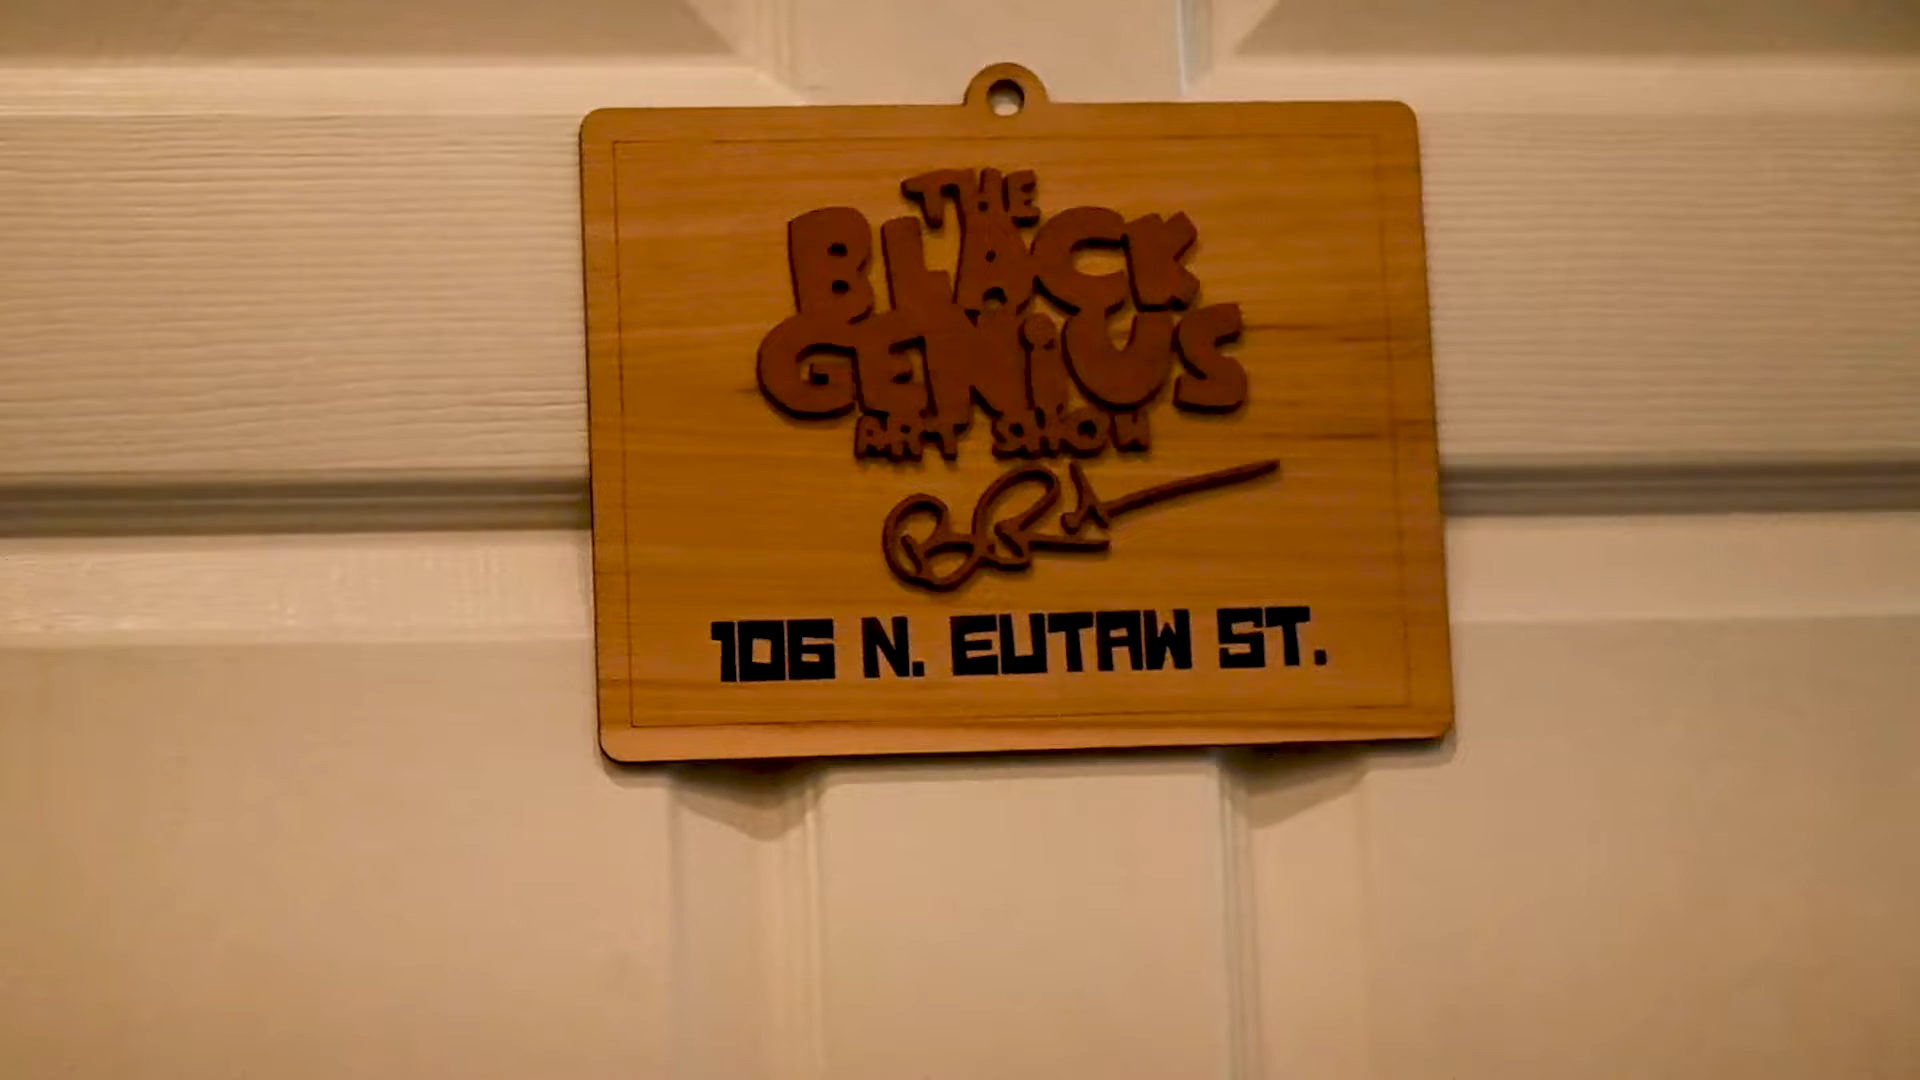 THE
BLACK
GENiUS
ART SHOW
106 N. EUTAW ST.